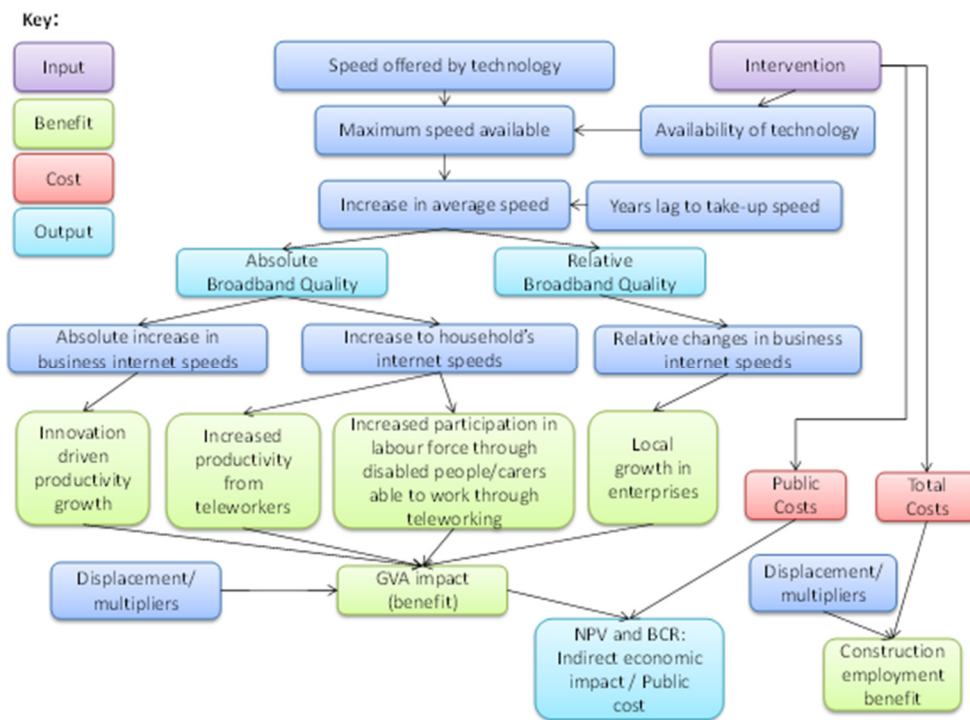 Key:
Input
Benefit
Cost
Output
Speed offered by technology
Intervention
Maximum speed available
Availability of technology
Increase in average speed
Years lag to take-up speed
Absolute
Broadband Quality
Relative
Broadband Quality
Absolute increase in
business internet speeds
Increase to household's
internet speeds
Relative changes in business
internet speeds
Innovation
driven
productivity
growth
Increased
productivity
from
teleworkers
Increased participation in
labour force through
disabled people/carers
able to work through
teleworking
Local
growth in
enterprises
Public
Costs
Total
Costs
Displacement/
multipliers
GVA impact
(benefit)
Displacement/
multipliers
NPV and BCR:
Indirect economic
impact / Public
cost
Construction
employment
benefit